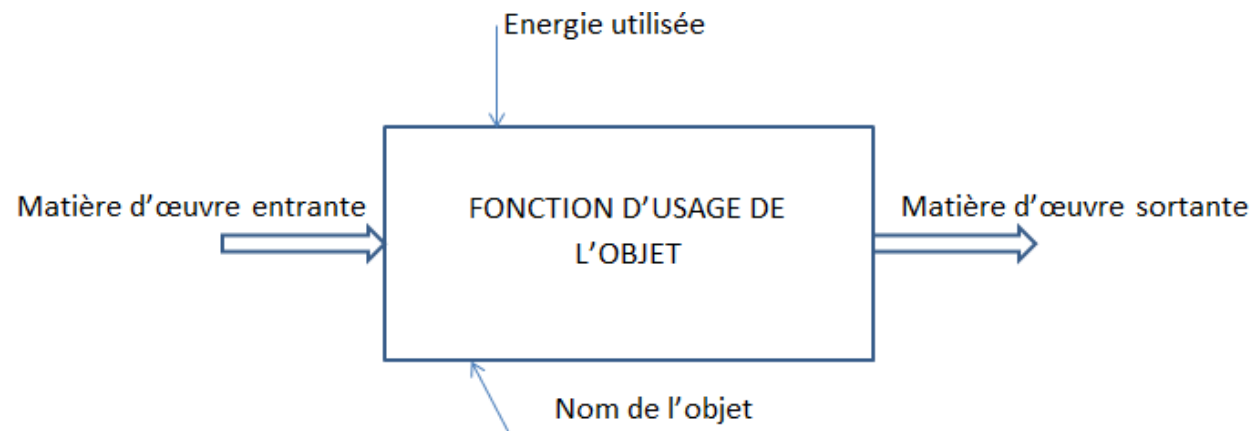 Energie utilisée
Matière d'œuvre entrante
FONCTION D'USAGE DE
L'OBJET
Matière d'œuvre sortante
Nom de l'objet